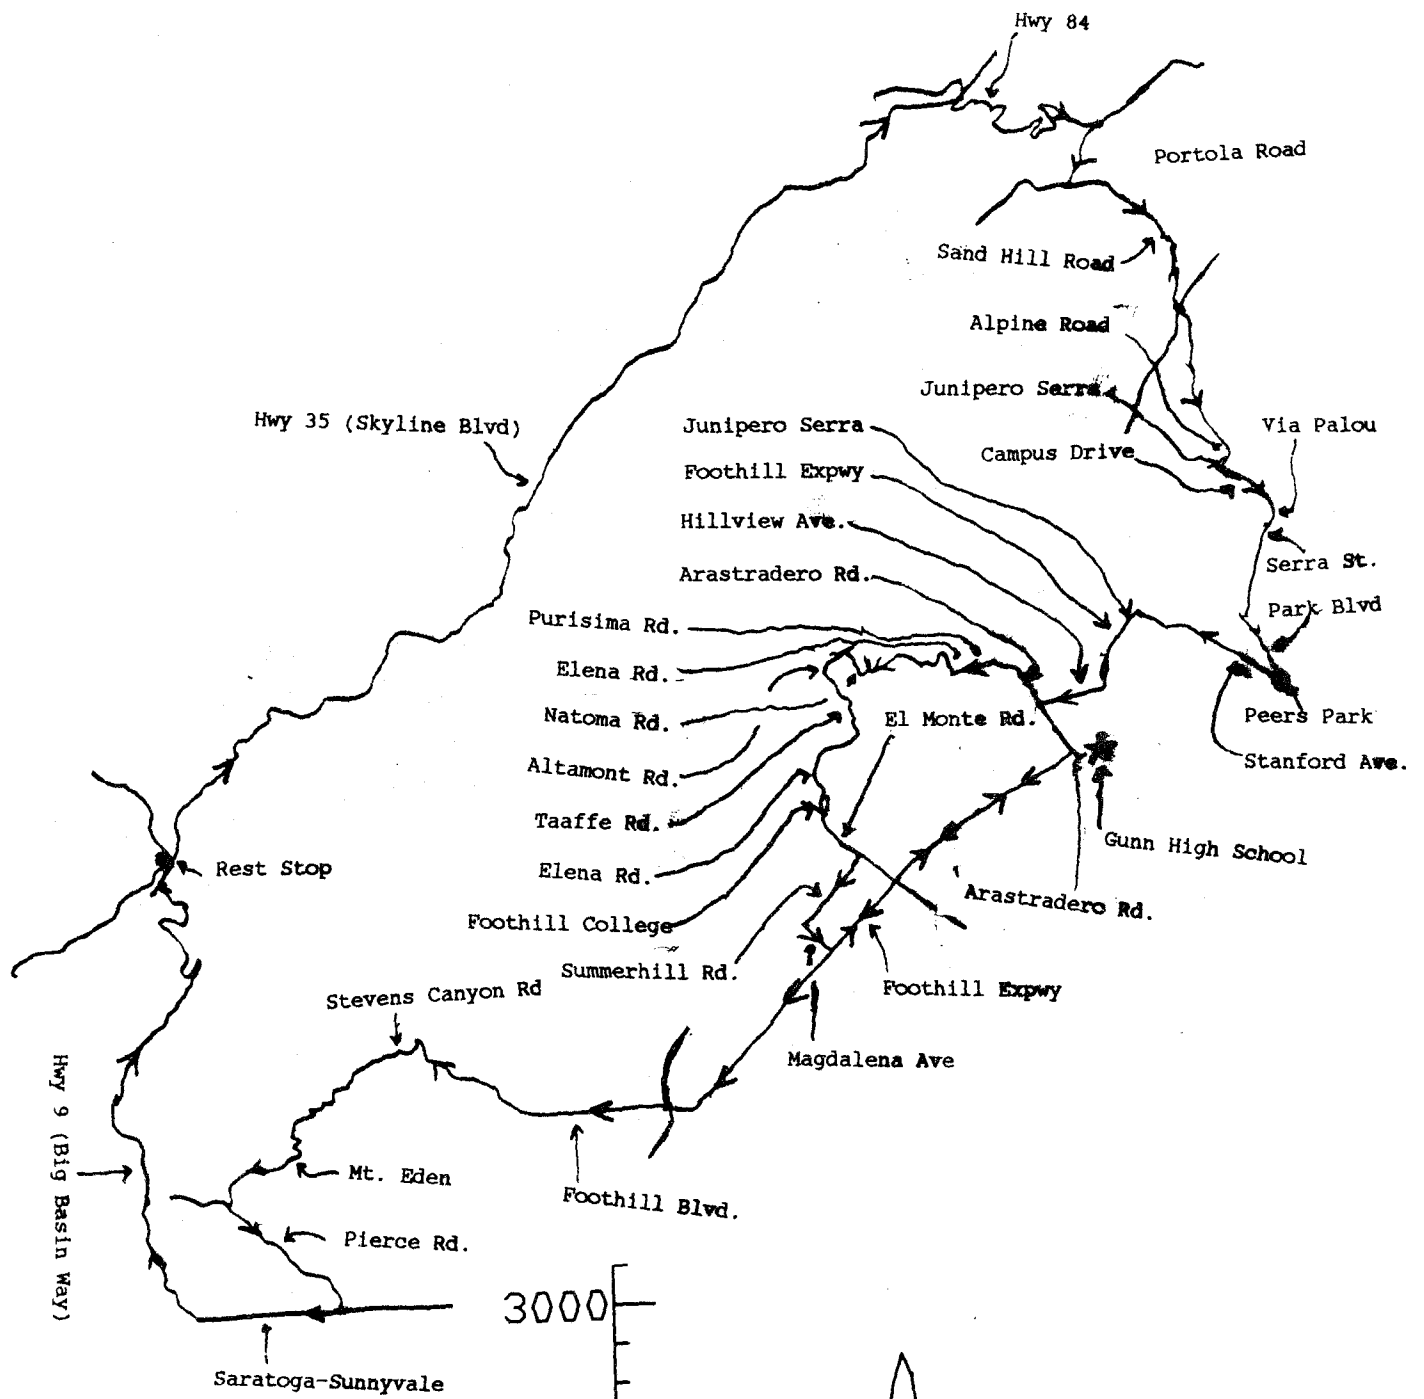 Hwy 84
Portola Road
Sand Hill Road
Alpine Road
Junipero Serra
Hwy 35 (Skyline Blvd)
Junipero Serra
Via Palou
Campus Drive
Foothill Expwy
Hillview Ave.
Serra St.
Arastradero Rd.
Park Blvd
Purisima Rd.
Elena Rd.
Natoma Rd.
El Monte Rd.
Peers Park
Stanford Ave.
Altamont Rd.
Taaffe Rd.
Gunn High School
Rest Stop
Elena Rd.
Arastradero Rd.
Foothill College
Summerhill Rd.
Foothill Expwy
Stevens Canyon Rd
Magdalena Ave
Hwy 9 (Big Basin Way)
Mt. Eden
Foothill Blvd.
Pierce Rd.
3000
Saratoga-Sunnyvale